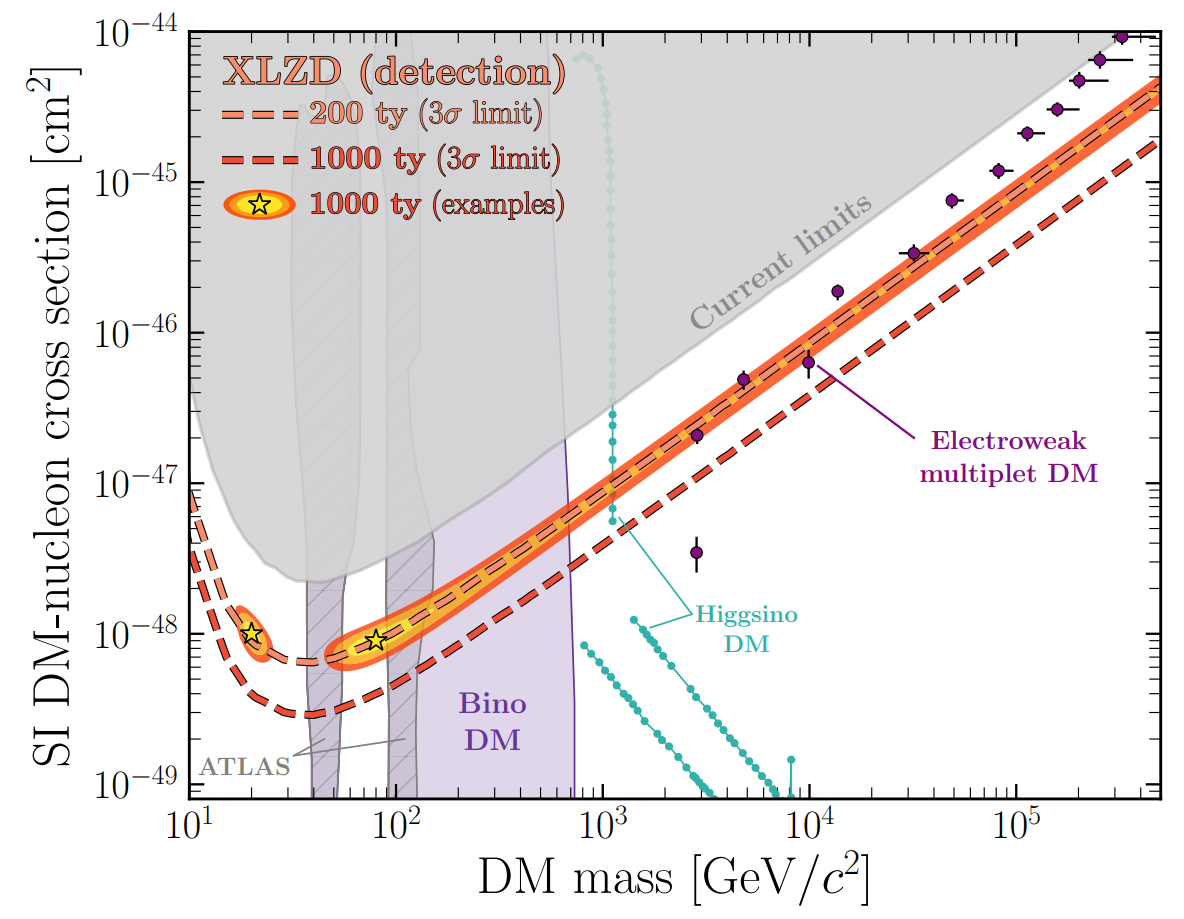 10⁻⁴⁴
10⁻⁴⁵
10⁻⁴⁶
10⁻⁴⁷
10⁻⁴⁸
10⁻⁴⁹
SI DM-nucleon cross section [cm²]
XLZD (detection)
200 ty (3σ limit)
1000 ty (3σ limit)
1000 ty (examples)
Current limits
Electroweak
multiplet DM
Higgsino
DM
Bino
DM
ATLAS
10¹ 10² 10³ 10⁴ 10⁵
DM mass [GeV/c²]